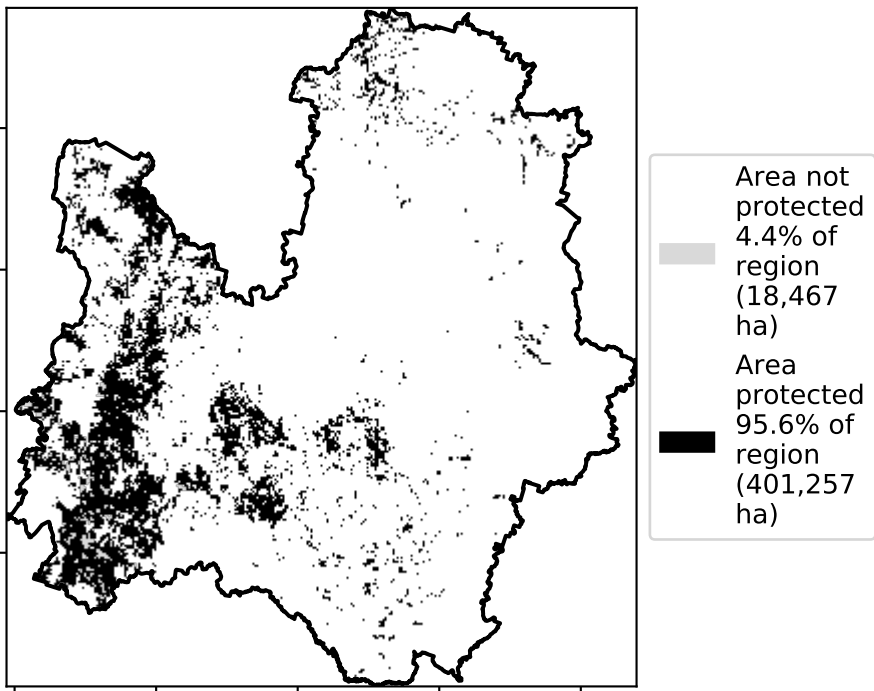 Area not
protected
4.4% of
region
(18,467
ha)
Area
protected
95.6% of
region
(401,257
ha)